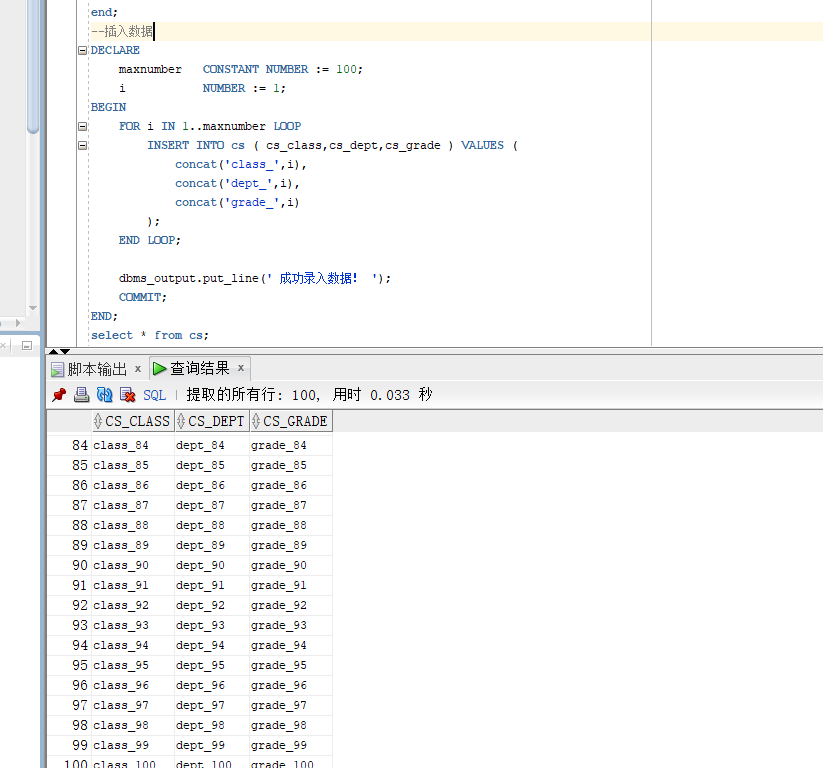 end;
--插入数据
DECLARE
maxnumber CONSTANT NUMBER := 100;
i NUMBER := 1;
BEGIN
FOR i IN 1..maxnumber LOOP
INSERT INTO cs ( cs_class,cs_dept,cs_grade ) VALUES (
concat('class_',i),
concat('dept_',i),
concat('grade_',i)
);
END LOOP;
dbms_output.put_line(' 成功录入数据! ');
COMMIT;
END;
select * from cs;
脚本输出 × 查询结果 ×
SQL | 提取的所有行: 100, 用时 0.033 秒
CS_CLASS CS_DEPT CS_GRADE
84 class_84 dept_84 grade_84
85 class_85 dept_85 grade_85
86 class_86 dept_86 grade_86
87 class_87 dept_87 grade_87
88 class_88 dept_88 grade_88
89 class_89 dept_89 grade_89
90 class_90 dept_90 grade_90
91 class_91 dept_91 grade_91
92 class_92 dept_92 grade_92
93 class_93 dept_93 grade_93
94 class_94 dept_94 grade_94
95 class_95 dept_95 grade_95
96 class_96 dept_96 grade_96
97 class_97 dept_97 grade_97
98 class_98 dept_98 grade_98
99 class_99 dept_99 grade_99
100 class_100 dept_100 grade_100